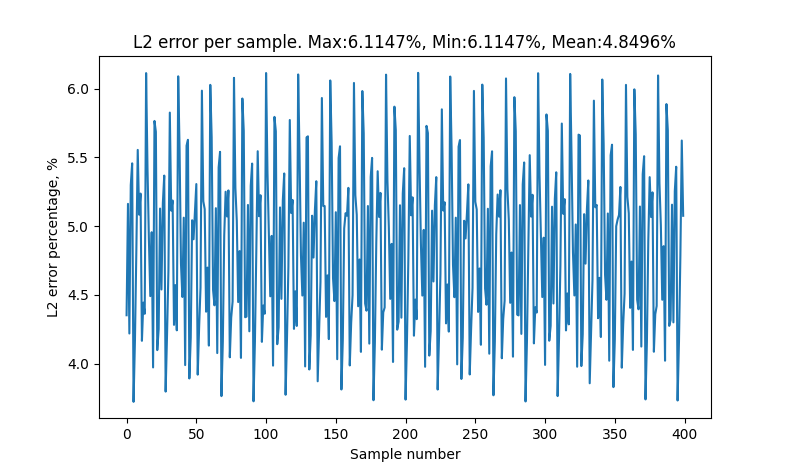 L2 error per sample. Max:6.1147%, Min:6.1147%, Mean:4.8496%
6.0
5.5
5.0
4.5
4.0
L2 error percentage, %
0 50 100 150 200 250 300 350 400
Sample number